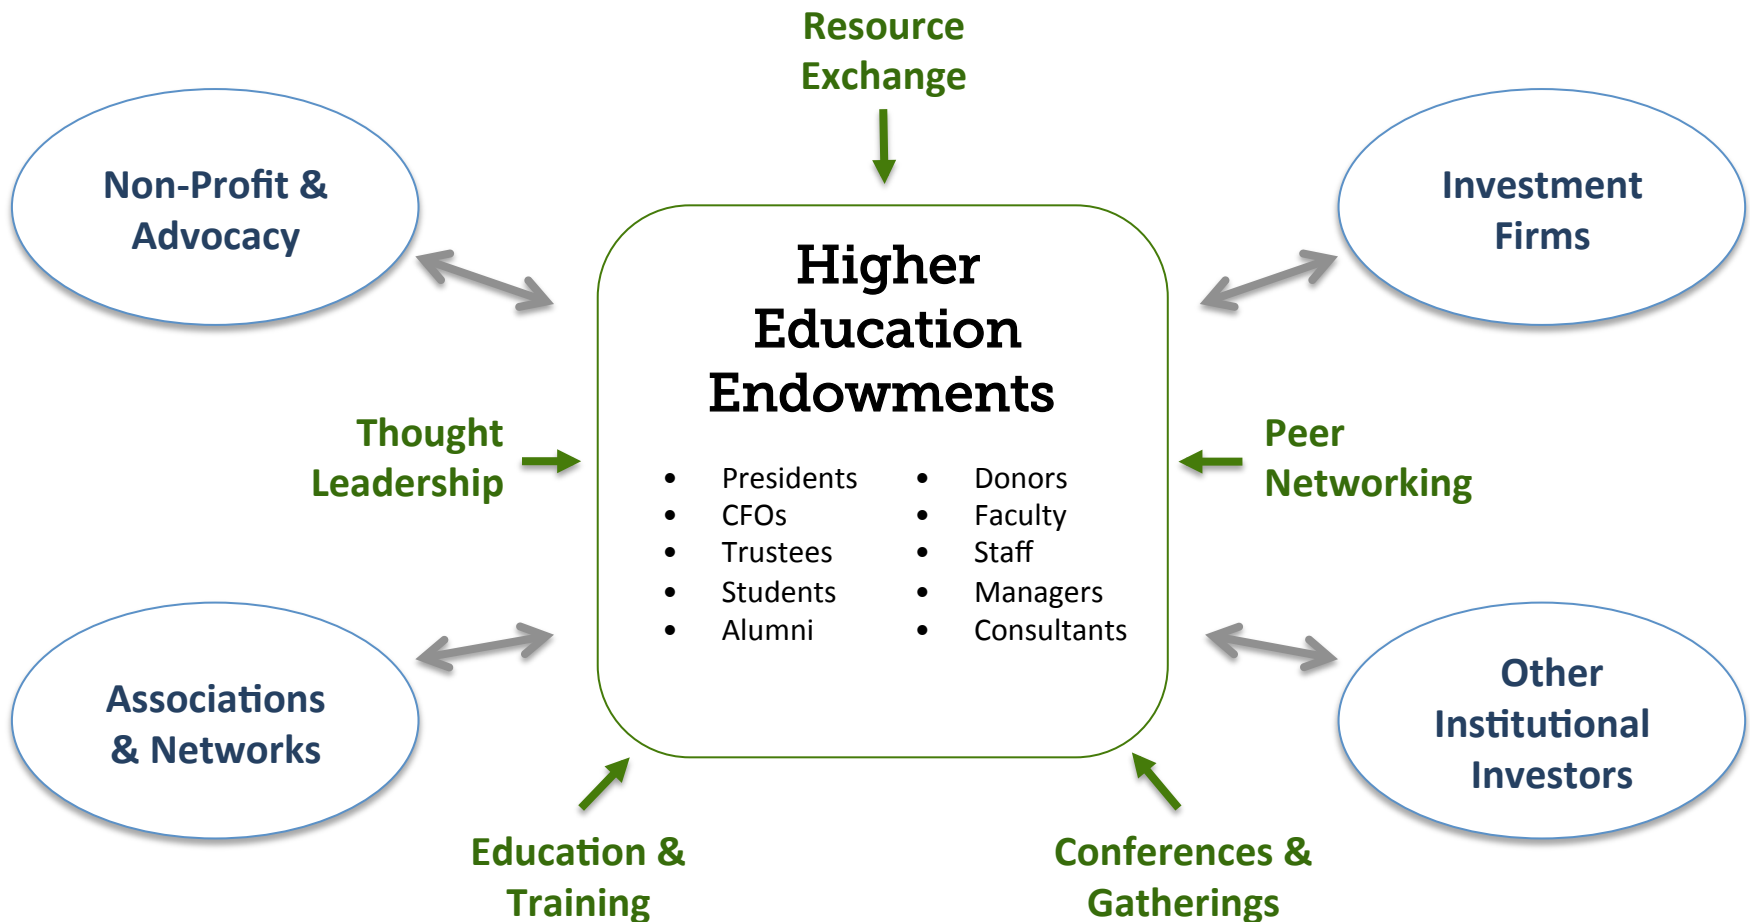 Resource
Exchange
Non-Profit &
Advocacy
Investment
Firms
Higher
Education
Endowments
Thought
Leadership
Peer
Networking
• Presidents
• CFOs
• Trustees
• Students
• Alumni
• Donors
• Faculty
• Staff
• Managers
• Consultants
Associations
& Networks
Other
Institutional
Investors
Education &
Training
Conferences &
Gatherings